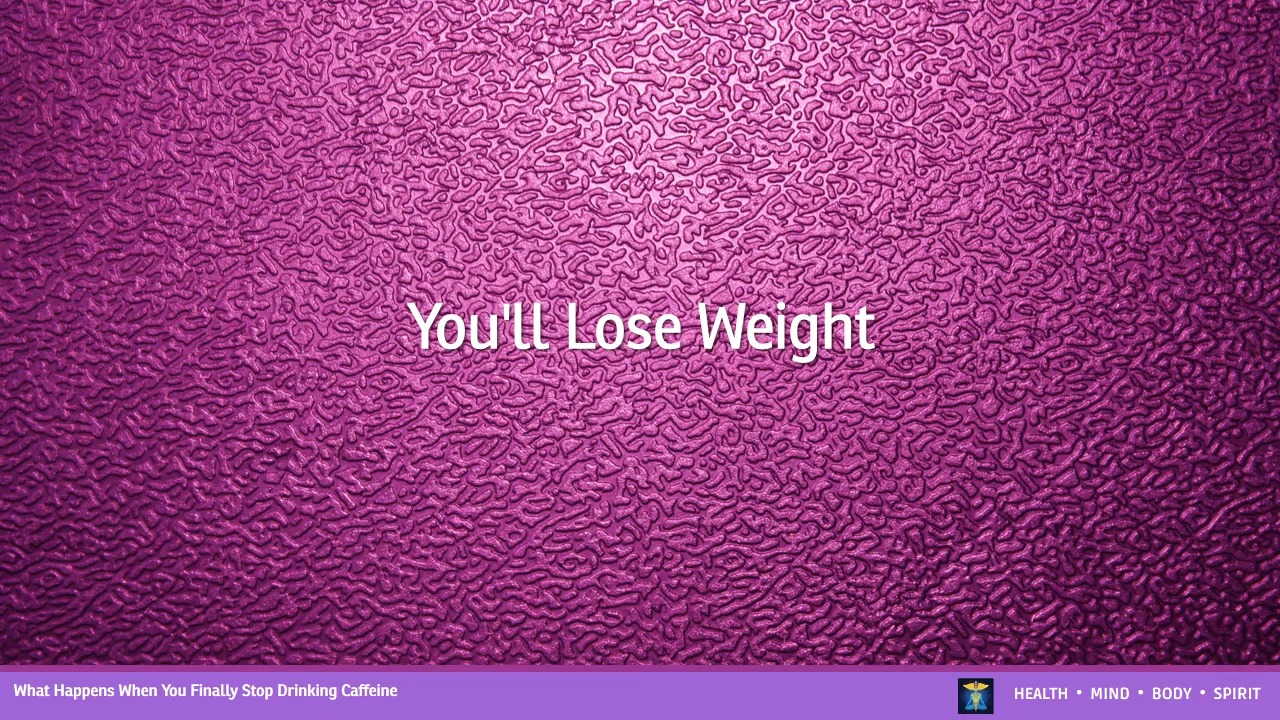 You'll Lose Weight
What Happens When You Finally Stop Drinking Caffeine
HEALTH • MIND • BODY • SPIRIT